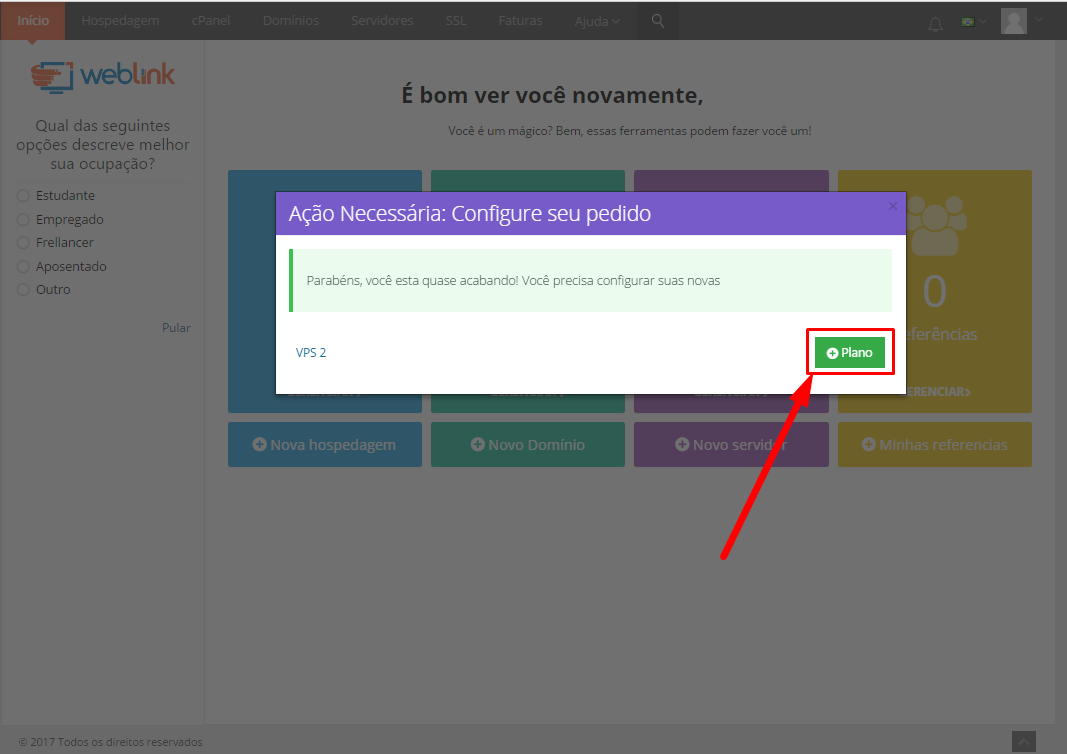 Início Hospedagem cPanel Domínios Servidores SSL Faturas Ajuda
weblink
Qual das seguintes
opções descreve melhor
sua ocupação?
Estudante
Empregado
Frellancer
Aposentado
Outro
Pular
É bom ver você novamente,
Você é um mágico? Bem, essas ferramentas podem fazer você um!
Ação Necessária: Configure seu pedido
×
Parabéns, você esta quase acabando! Você precisa configurar suas novas
VPS 2
Plano
0
eferências
ERENCIAR
Nova hospedagem
Novo Domínio
Novo servidor
Minhas referencias
© 2017 Todos os direitos reservados